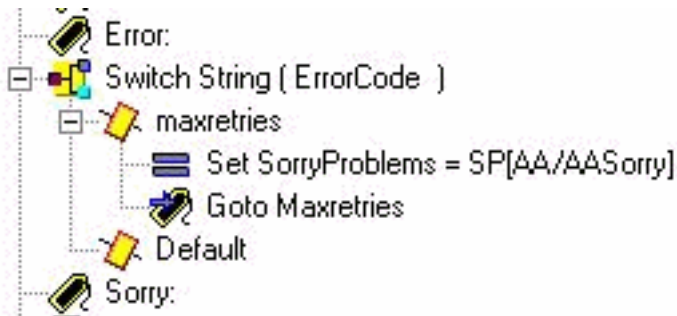 Error:
Switch String ( ErrorCode )
maxretries
Set SorryProblems = SP[AA/AASorry]
Goto Maxretries
Default
Sorry: